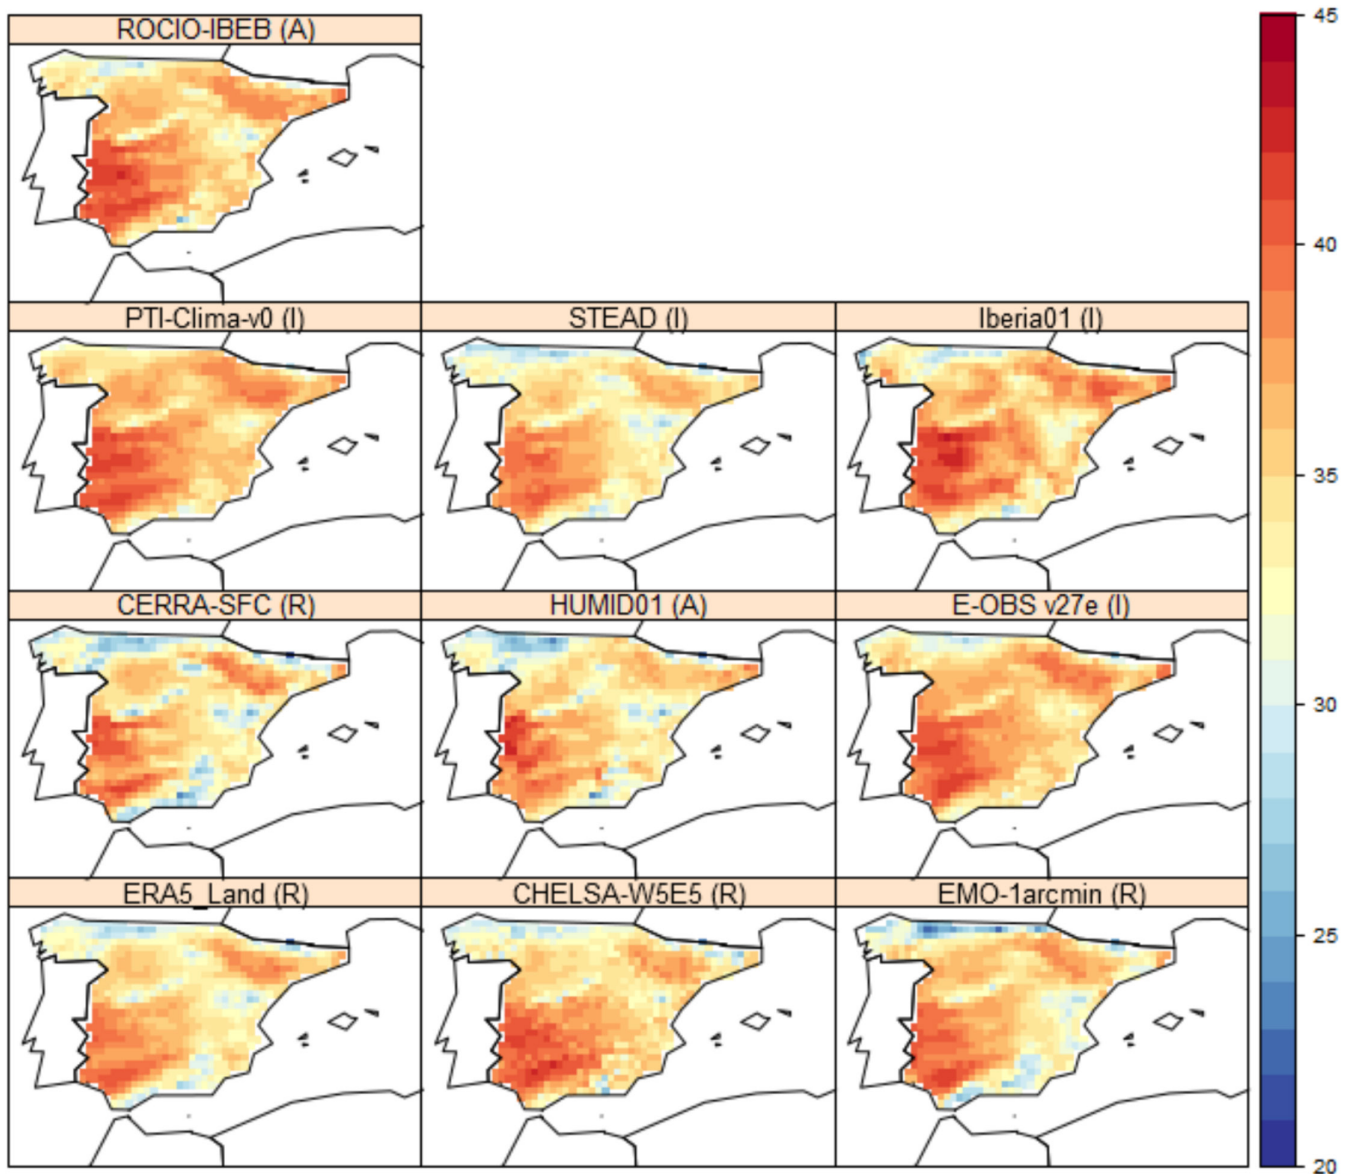 ROCIO-IBEB (A)
PTI-Clima-v0 (I)
STEAD (I)
Iberia01 (I)
CERRA-SFC (R)
HUMID01 (A)
E-OBS v27e (I)
ERA5_Land (R)
CHELSA-W5E5 (R)
EMO-1arcmin (R)
45
40
35
30
25
20